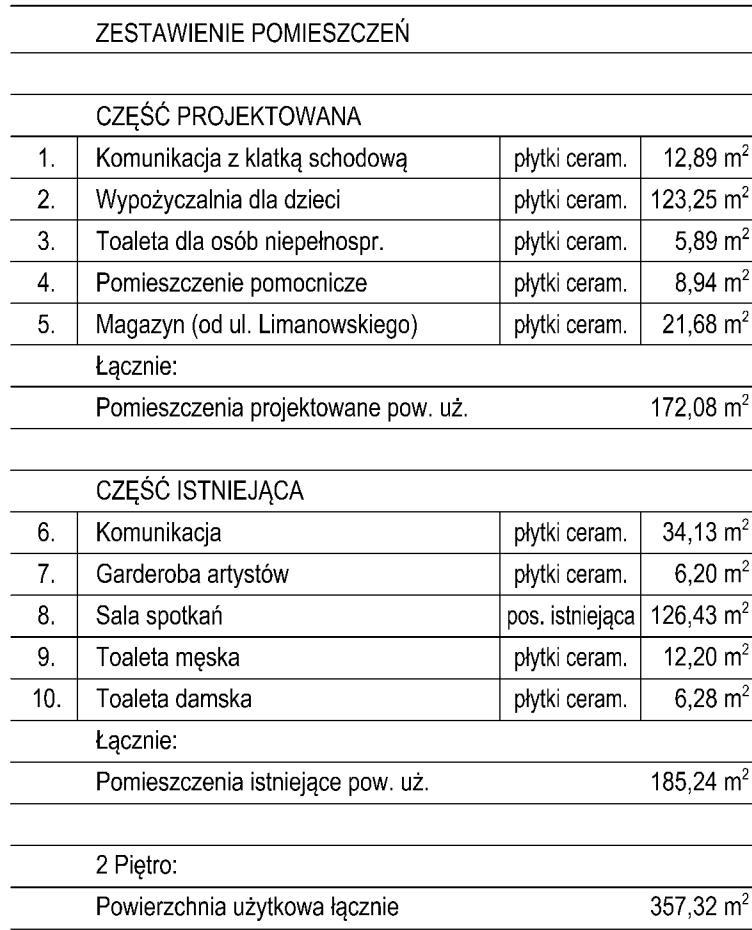 ZESTAWIENIE POMIESZCZEŃ
CZĘŚĆ PROJEKTOWANA
1. Komunikacja z klatką schodową płytki ceram. 12,89 m²
2. Wypożyczalnia dla dzieci płytki ceram. 123,25 m²
3. Toaleta dla osób niepełnospr. płytki ceram. 5,89 m²
4. Pomieszczenie pomocnicze płytki ceram. 8,94 m²
5. Magazyn (od ul. Limanowskiego) płytki ceram. 21,68 m²
Łącznie:
Pomieszczenia projektowane pow. uż. 172,08 m²
CZĘŚĆ ISTNIEJĄCA
6. Komunikacja płytki ceram. 34,13 m²
7. Garderoba artystów płytki ceram. 6,20 m²
8. Sala spotkań pos. istniejąca 126,43 m²
9. Toaleta męska płytki ceram. 12,20 m²
10. Toaleta damska płytki ceram. 6,28 m²
Łącznie:
Pomieszczenia istniejące pow. uż. 185,24 m²
2 Piętro:
Powierzchnia użytkowa łącznie 357,32 m²